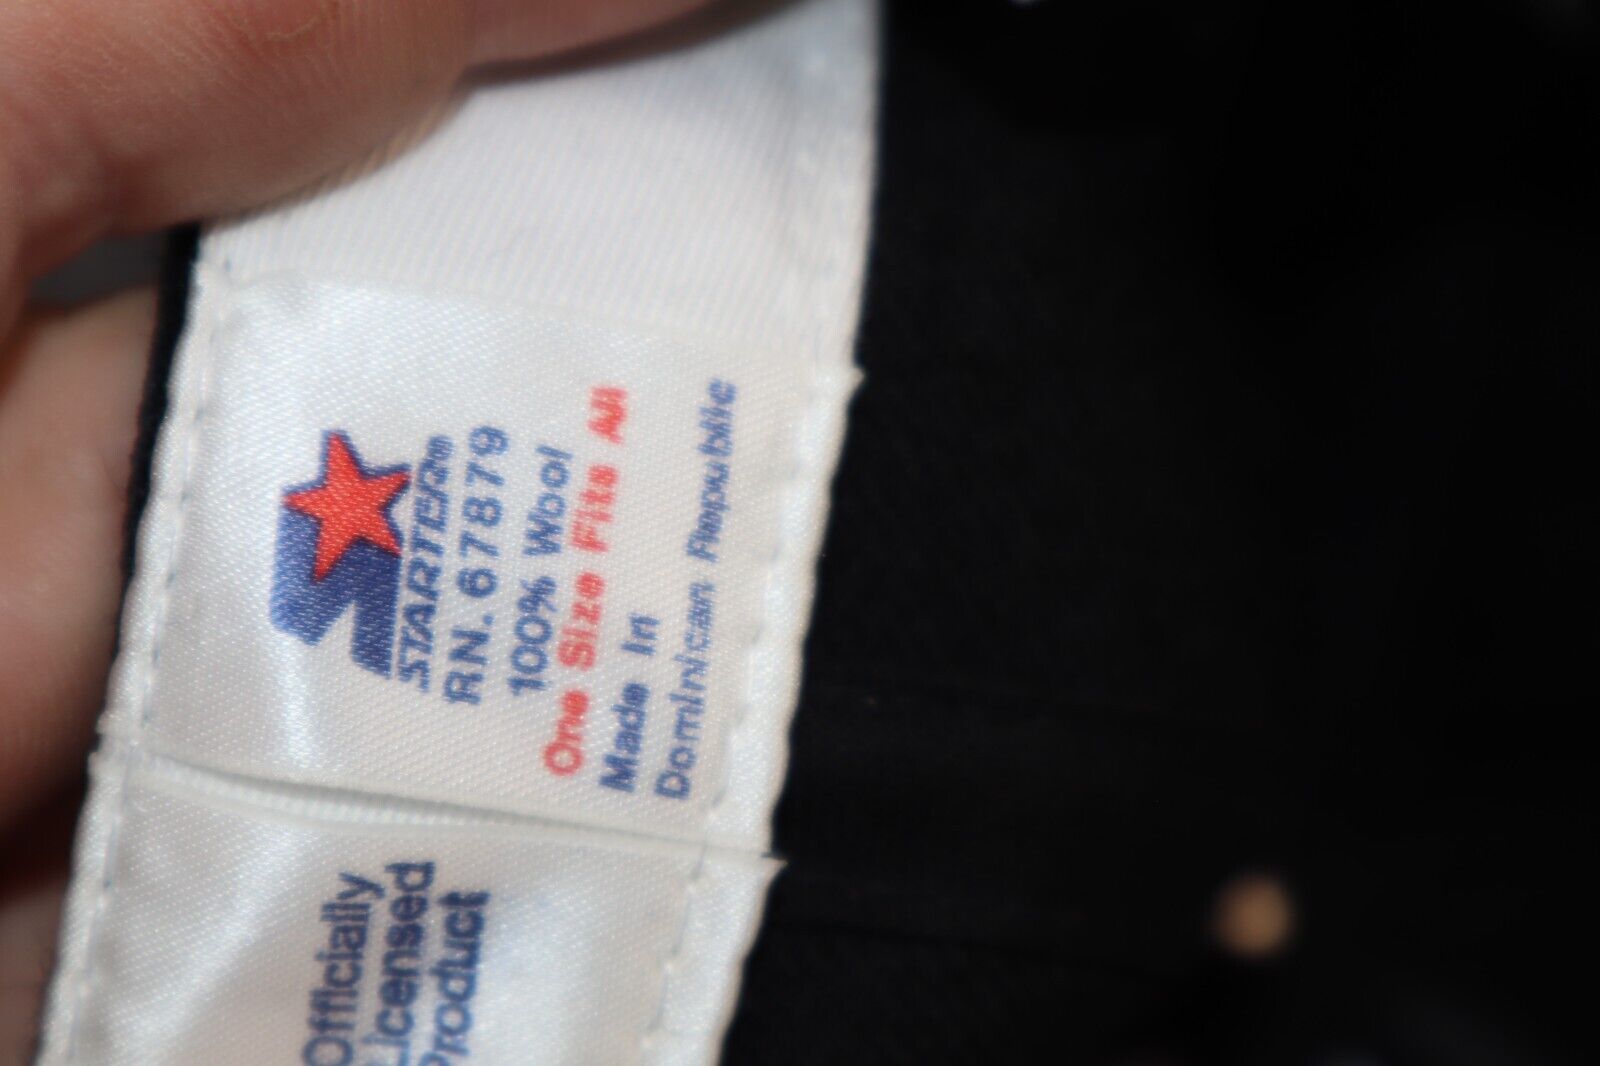 STARTER®
RN. 67879
100% Wool
One Size Fits All
Made In
Dominican Republic
Officially
Licensed
Product